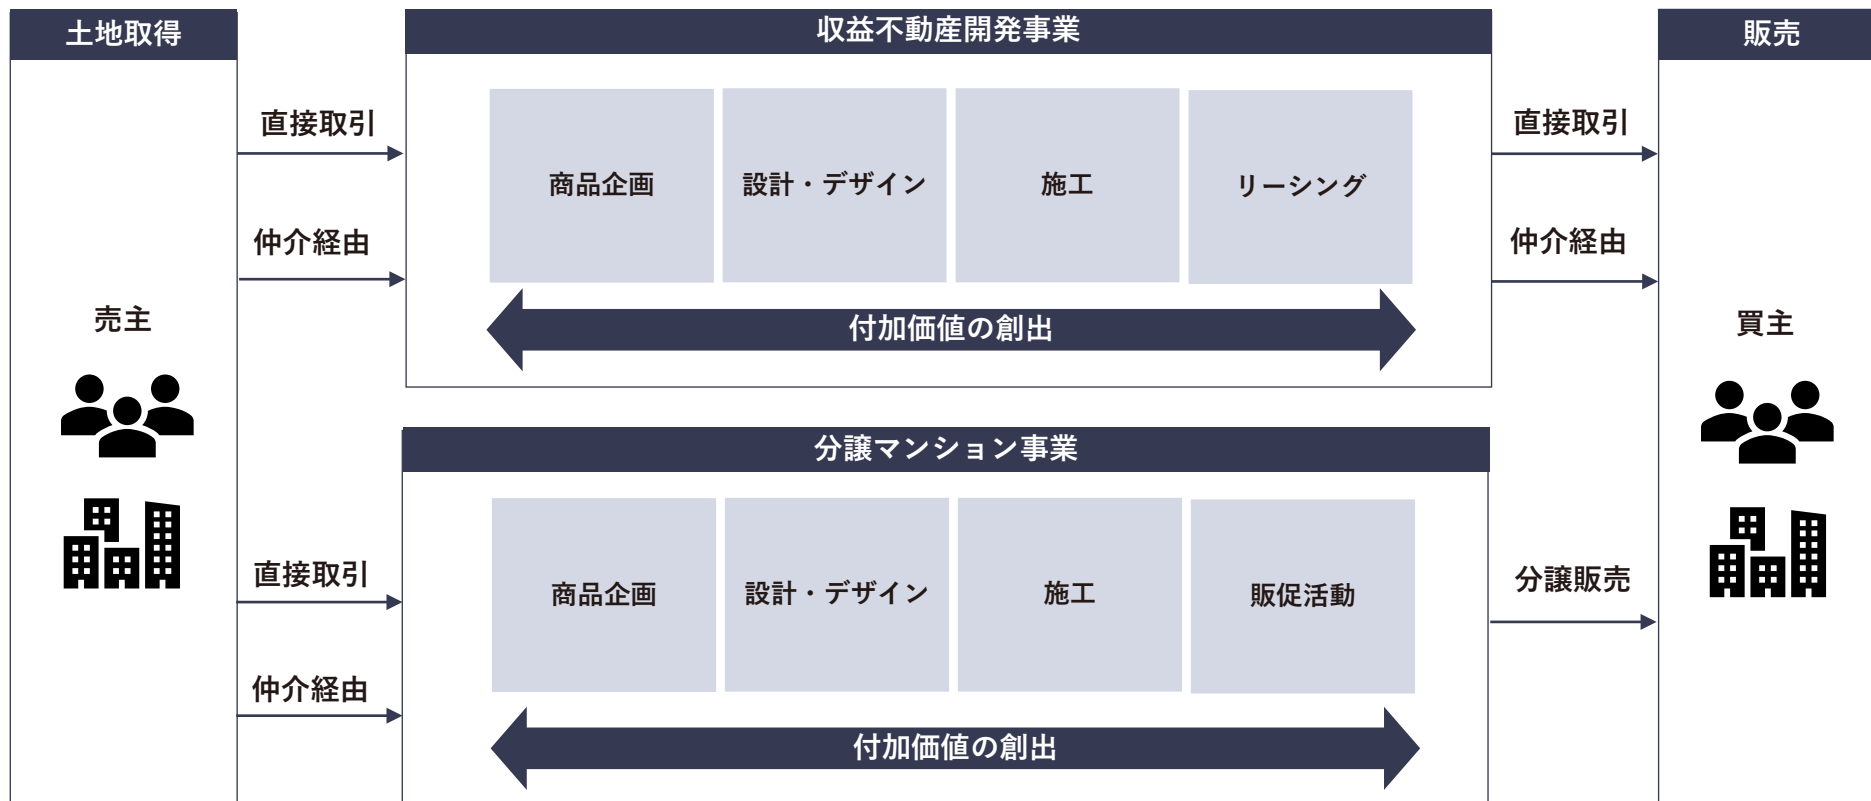 土地取得
売主
直接取引
仲介経由
直接取引
仲介経由
収益不動産開発事業
商品企画
設計・デザイン
施工
リーシング
付加価値の創出
分譲マンション事業
商品企画
設計・デザイン
施工
販促活動
付加価値の創出
直接取引
仲介経由
分譲販売
販売
買主